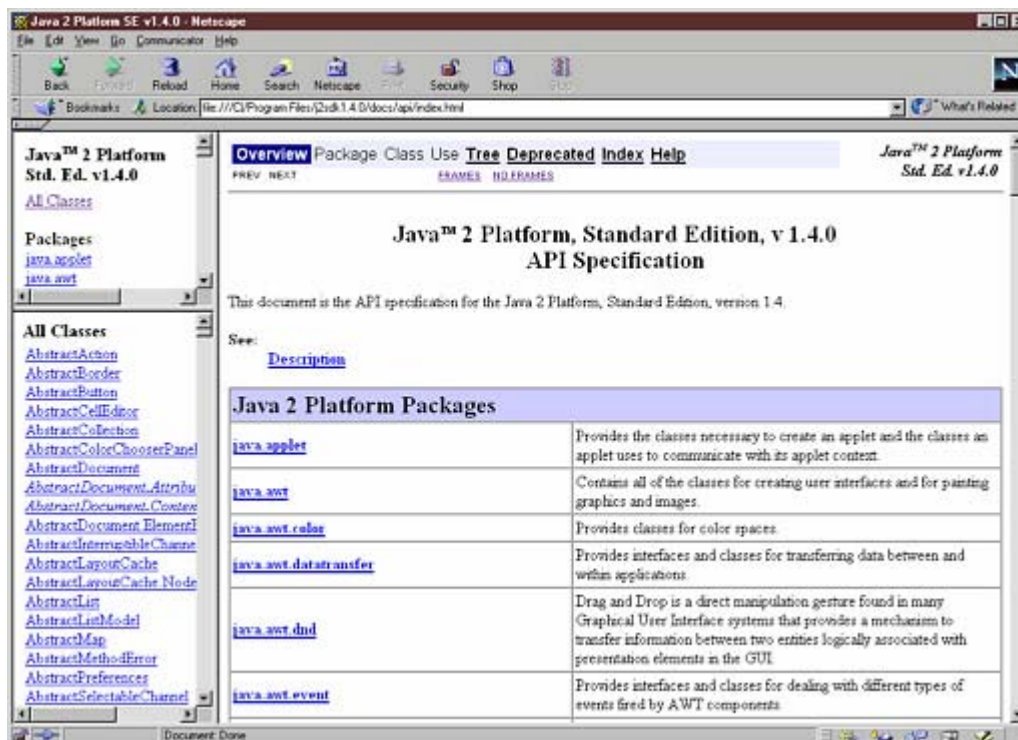 Java 2 Platform SE v1.4.0 - Netscape
File Edit View Go Communicator Help
Back Forward Reload Home Search Netscape Print Security Shop Stop
Bookmarks Location: file:///C|/Program Files/j2sdk1.4.0/docs/api/index.html What's Related
Java™ 2 Platform
Std. Ed. v1.4.0
All Classes
Packages
java.applet
java.awt
All Classes
AbstractAction
AbstractBorder
AbstractButton
AbstractCellEditor
AbstractCollection
AbstractColorChooserPanel
AbstractDocument
AbstractDocument.Attribu
AbstractDocument.Conten
AbstractDocument.ElementE
AbstractInterruptibleChanne
AbstractLayoutCache
AbstractLayoutCache.Node
AbstractList
AbstractListModel
AbstractMap
AbstractMethodError
AbstractPreferences
AbstractSelectableChannel
Overview Package Class Use Tree Deprecated Index Help
PREV NEXT FRAMES NO FRAMES
Java™ 2 Platform
Std. Ed. v1.4.0
Java™ 2 Platform, Standard Edition, v 1.4.0
API Specification
This document is the API specification for the Java 2 Platform, Standard Edition, version 1.4.
See:
Description
Java 2 Platform Packages
java.applet
Provides the classes necessary to create an applet and the classes an
applet uses to communicate with its applet context.
java.awt
Contains all of the classes for creating user interfaces and for painting
graphics and images.
java.awt.color
Provides classes for color spaces.
java.awt.datatransfer
Provides interfaces and classes for transferring data between and
within applications.
java.awt.dnd
Drag and Drop is a direct manipulation gesture found in many
Graphical User Interface systems that provides a mechanism to
transfer information between two entities logically associated with
presentation elements in the GUI.
java.awt.event
Provides interfaces and classes for dealing with different types of
events fired by AWT components.
Document: Done